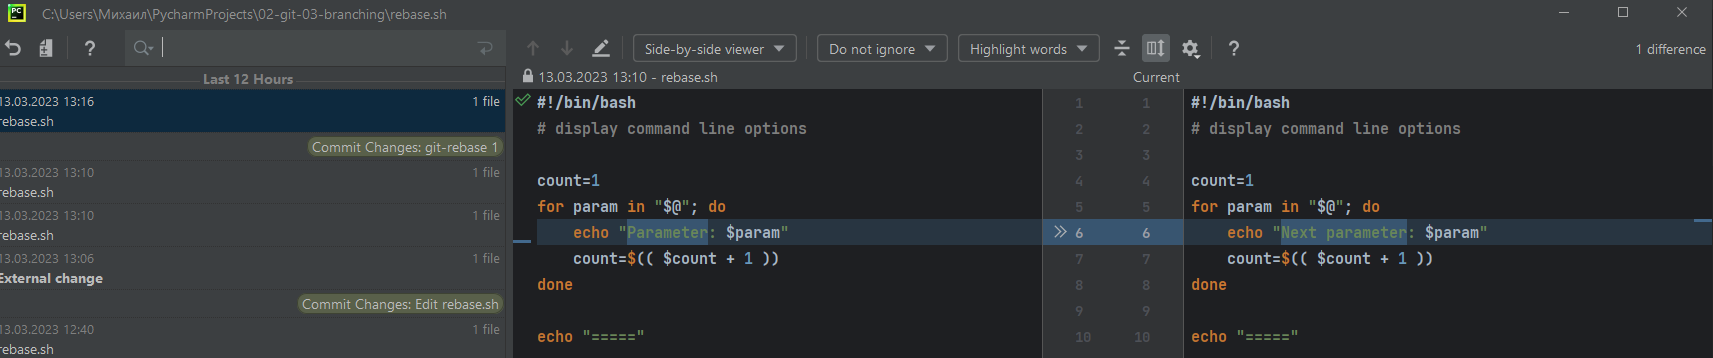 PC C:\Users\Михаил\PycharmProjects\02-git-03-branching\rebase.sh
?
Side-by-side viewer
Do not ignore
Highlight words
?
1 difference
Last 12 Hours
13.03.2023 13:16 1 file
rebase.sh
Commit Changes: git-rebase 1
13.03.2023 13:10 1 file
rebase.sh
13.03.2023 13:10 1 file
rebase.sh
13.03.2023 13:06 1 file
External change
Commit Changes: Edit rebase.sh
13.03.2023 12:40 1 file
rebase.sh
13.03.2023 13:10 - rebase.sh
#!/bin/bash
# display command line options
count=1
for param in "$@"; do
echo "Parameter: $param"
count=$(( $count + 1 ))
done
echo "====="
1 1
2 2
3 3
4 4
5 5
6 6
7 7
8 8
9 9
10 10
Current
#!/bin/bash
# display command line options
count=1
for param in "$@"; do
echo "Next parameter: $param"
count=$(( $count + 1 ))
done
echo "====="